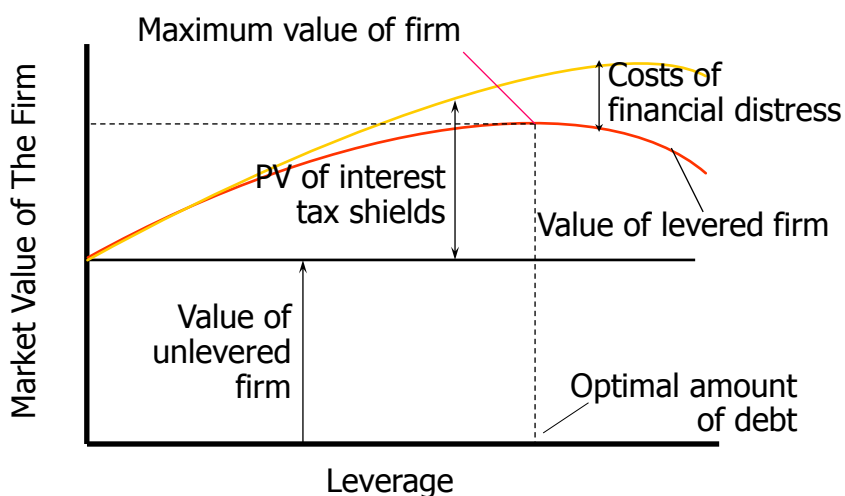 Maximum value of firm
Costs of
financial distress
Market Value of The Firm
PV of interest
tax shields
Value of levered firm
Value of
unlevered
firm
Optimal amount
of debt
Leverage